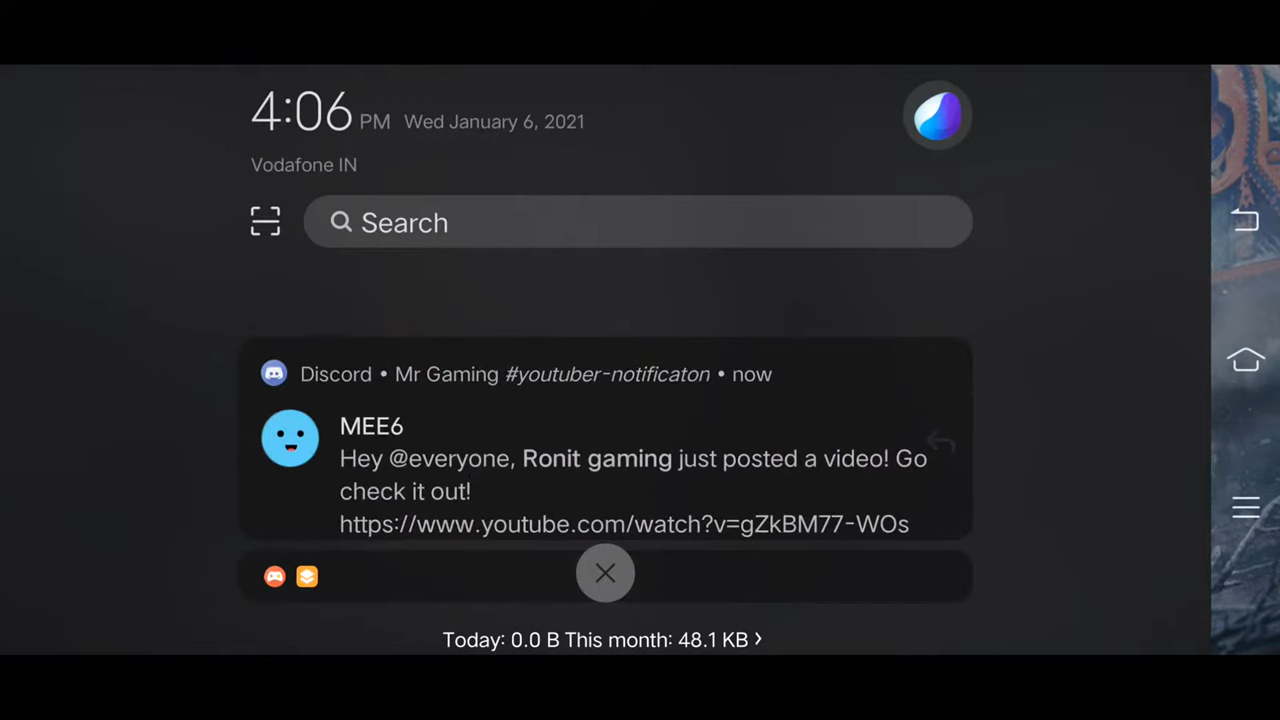 4:06 PM Wed January 6, 2021
Vodafone IN
Search
Discord • Mr Gaming #youtuber-notificaton • now
MEE6
Hey @everyone, Ronit gaming just posted a video! Go
check it out!
https://www.youtube.com/watch?v=gZkBM77-WOs
Today: 0.0 B This month: 48.1 KB ›